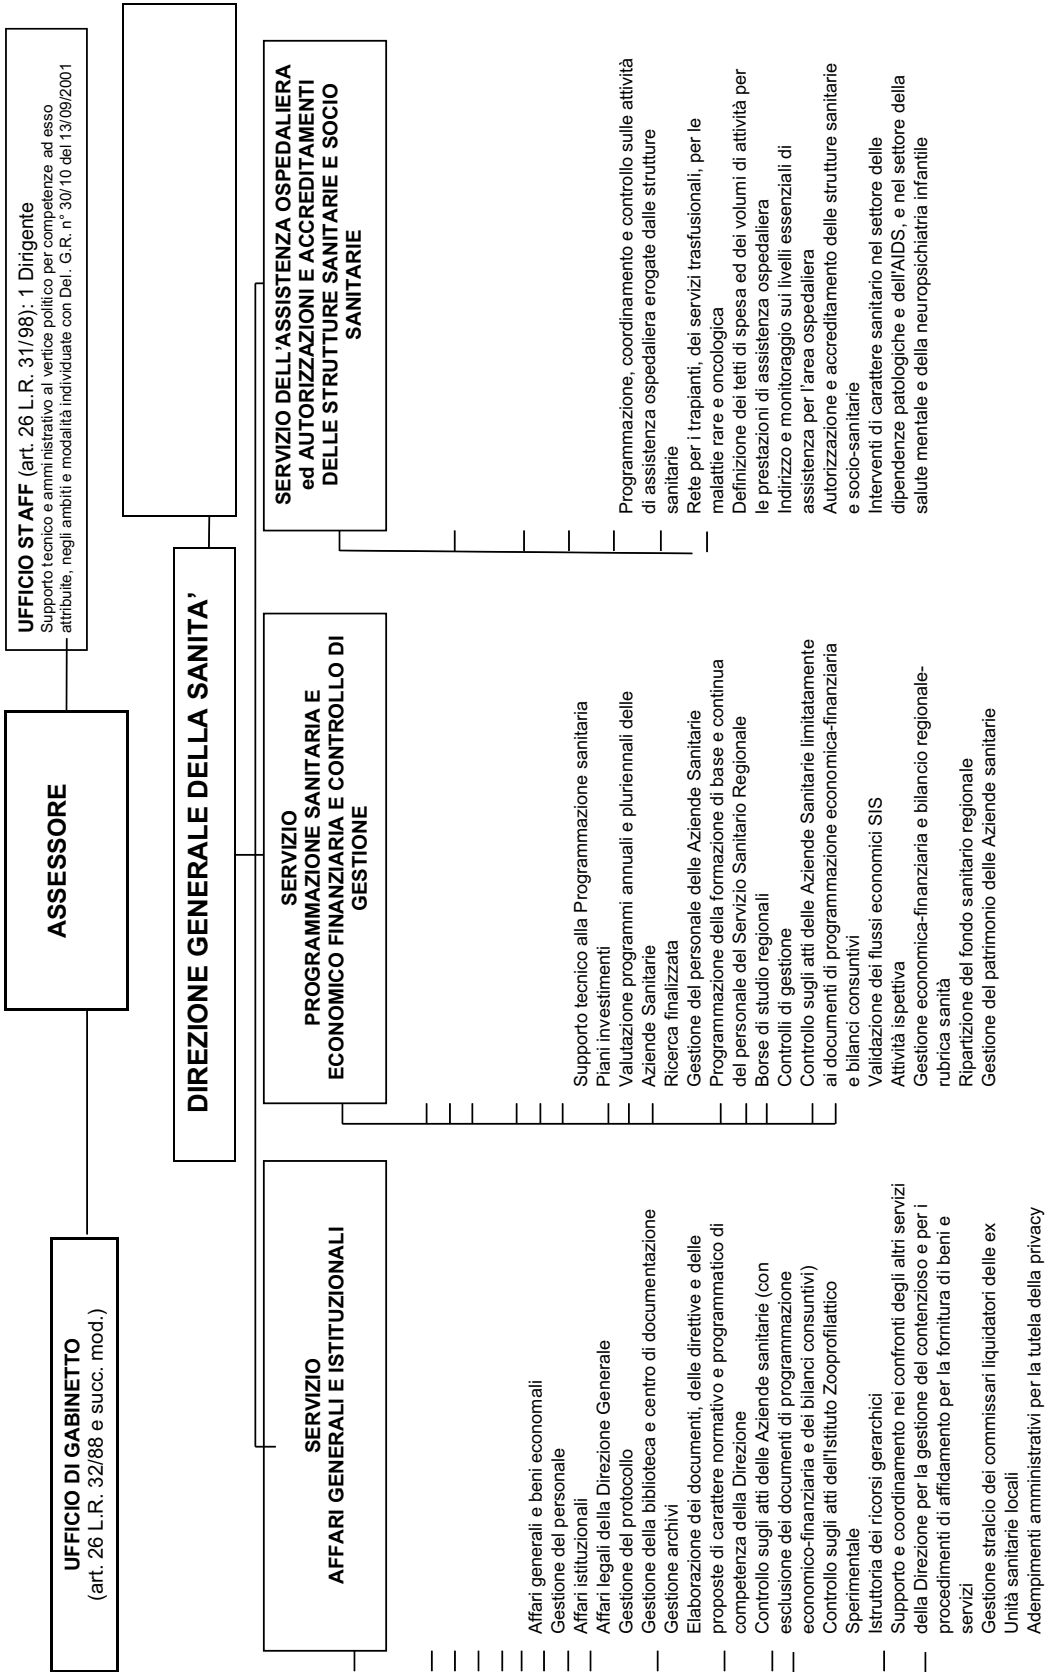 UFFICIO DI GABINETTO
(art. 26 L.R. 32/88 e succ. mod.)
ASSESSORE
UFFICIO STAFF (art. 26 L.R. 31/98): 1 Dirigente
Supporto tecnico e amministrativo al vertice politico per competenze ad esso
attribuite, negli ambiti e modalità individuate con Del. G.R. n° 30/10 del 13/09/2001
DIREZIONE GENERALE DELLA SANITA'
SERVIZIO
AFFARI GENERALI E ISTITUZIONALI
Affari generali e beni economali
Gestione del personale
Affari istituzionali
Affari legali della Direzione Generale
Gestione del protocollo
Gestione della biblioteca e centro di documentazione
Gestione archivi
Elaborazione dei documenti, delle direttive e delle
proposte di carattere normativo e programmatico di
competenza della Direzione
Controllo sugli atti delle Aziende sanitarie (con
esclusione dei documenti di programmazione
economico-finanziaria e dei bilanci consuntivi)
Controllo sugli atti dell'Istituto Zooprofilattico
Sperimentale
Istruttoria dei ricorsi gerarchici
Supporto e coordinamento nei confronti degli altri servizi
della Direzione per la gestione del contenzioso e per i
procedimenti di affidamento per la fornitura di beni e
servizi
Gestione stralcio dei commissari liquidatori delle ex
Unità sanitarie locali
Adempimenti amministrativi per la tutela della privacy
SERVIZIO
PROGRAMMAZIONE SANITARIA E
ECONOMICO FINANZIARIA E CONTROLLO DI
GESTIONE
Supporto tecnico alla Programmazione sanitaria
Piani investimenti
Valutazione programmi annuali e pluriennali delle
Aziende Sanitarie
Ricerca finalizzata
Gestione del personale delle Aziende Sanitarie
Programmazione della formazione di base e continua
del personale del Servizio Sanitario Regionale
Borse di studio regionali
Controlli di gestione
Controllo sugli atti delle Aziende Sanitarie limitatamente
ai documenti di programmazione economica-finanziaria
e bilanci consuntivi
Validazione dei flussi economici SIS
Attività ispettiva
Gestione economica-finanziaria e bilancio regionale-
rubrica sanità
Ripartizione del fondo sanitario regionale
Gestione del patrimonio delle Aziende sanitarie
SERVIZIO DELL'ASSISTENZA OSPEDALIERA
ed AUTORIZZAZIONI E ACCREDITAMENTI
DELLE STRUTTURE SANITARIE E SOCIO
SANITARIE
Programmazione, coordinamento e controllo sulle attività
di assistenza ospedaliera erogate dalle strutture
sanitarie
Rete per i trapianti, dei servizi trasfusionali, per le
malattie rare e oncologica
Definizione dei tetti di spesa ed dei volumi di attività per
le prestazioni di assistenza ospedaliera
Indirizzo e monitoraggio sui livelli essenziali di
assistenza per l'area ospedaliera
Autorizzazione e accreditamento delle strutture sanitarie
e socio-sanitarie
Interventi di carattere sanitario nel settore delle
dipendenze patologiche e dell'AIDS, e nel settore della
salute mentale e della neuropsichiatria infantile